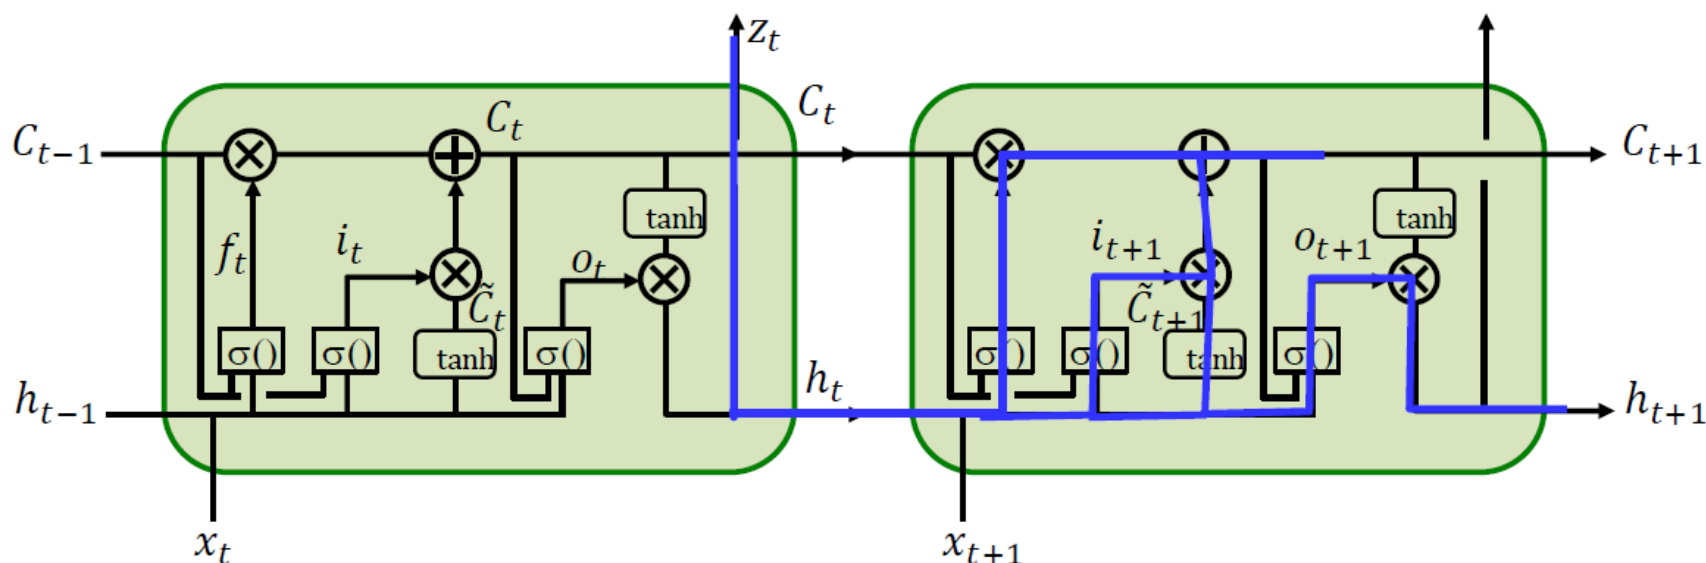 z_t
C_{t-1} C_t C_t C_{t+1}
tanh tanh
f_t i_t o_t i_{t+1} o_{t+1}
C̃_t C̃_{t+1}
σ() σ() tanh σ() σ() σ() tanh σ()
h_{t-1} h_t h_{t+1}
x_t x_{t+1}